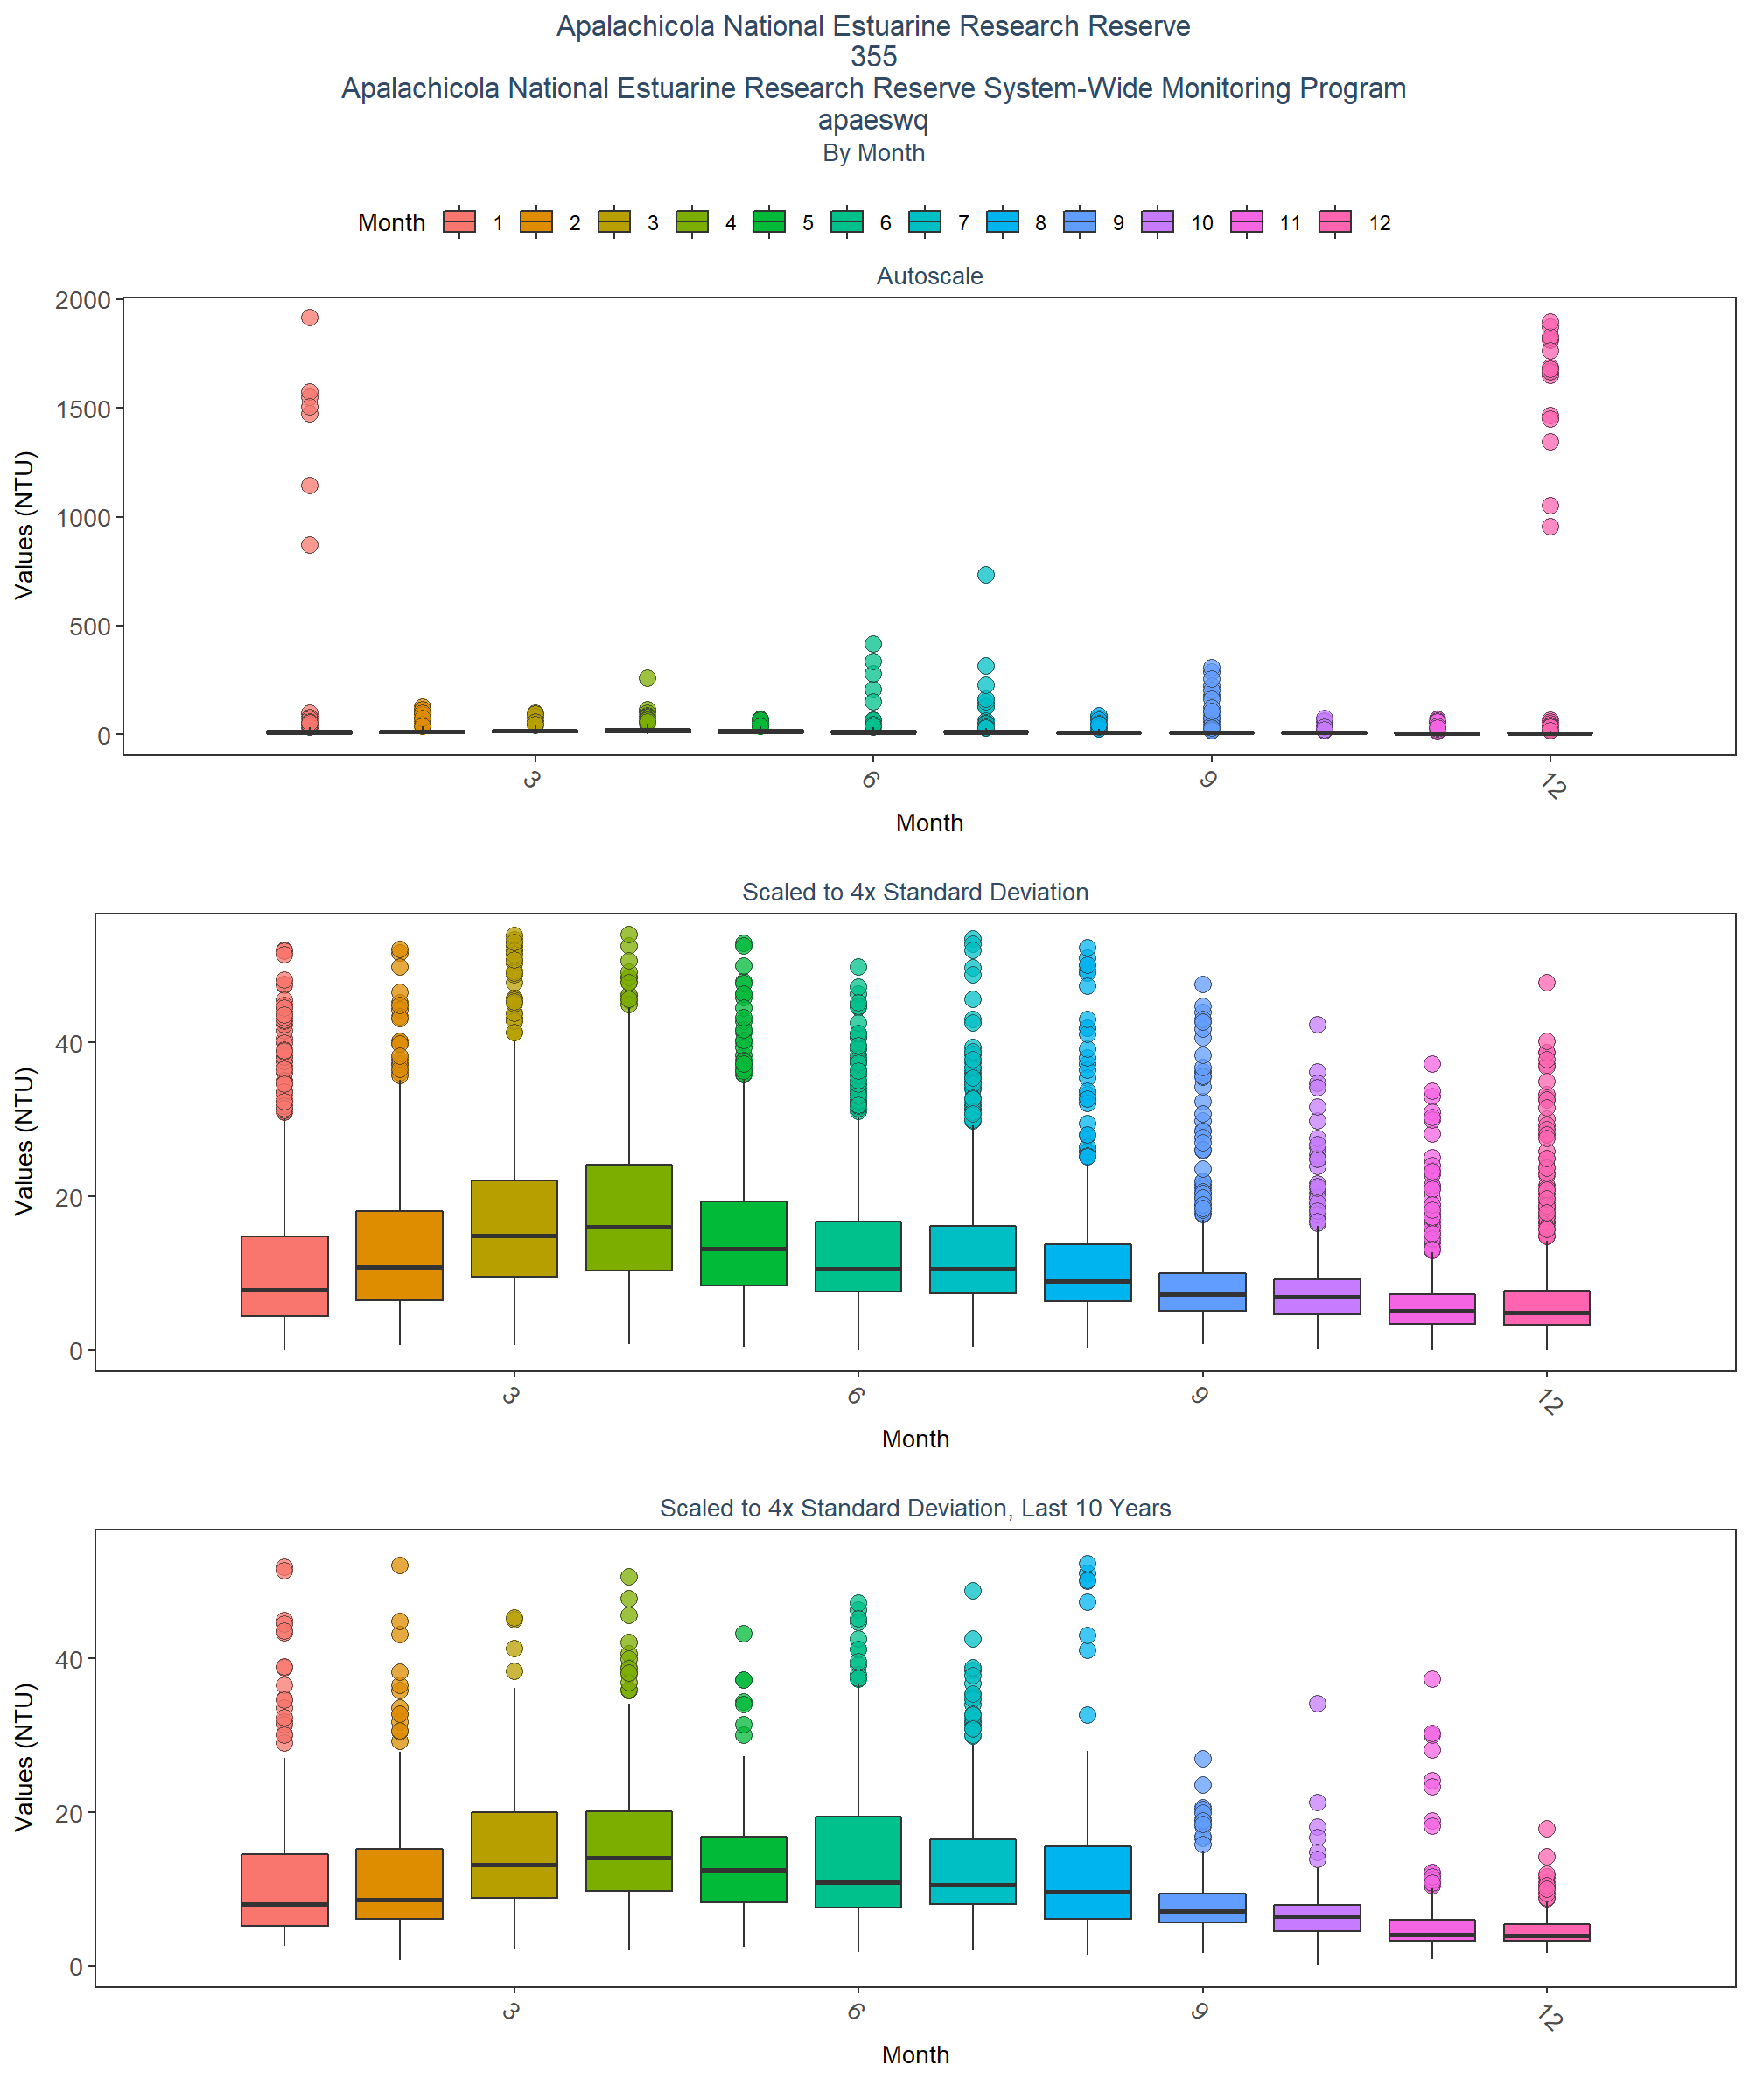 Apalachicola National Estuarine Research Reserve
355
Apalachicola National Estuarine Research Reserve System-Wide Monitoring Program
apaeswq
By Month
Month 1 2 3 4 5 6 7 8 9 10 11 12
Autoscale
Values (NTU)
2000
1500
1000
500
0
3 6 9 12
Month
Scaled to 4x Standard Deviation
Values (NTU)
40
20
0
3 6 9 12
Month
Scaled to 4x Standard Deviation, Last 10 Years
Values (NTU)
40
20
0
3 6 9 12
Month